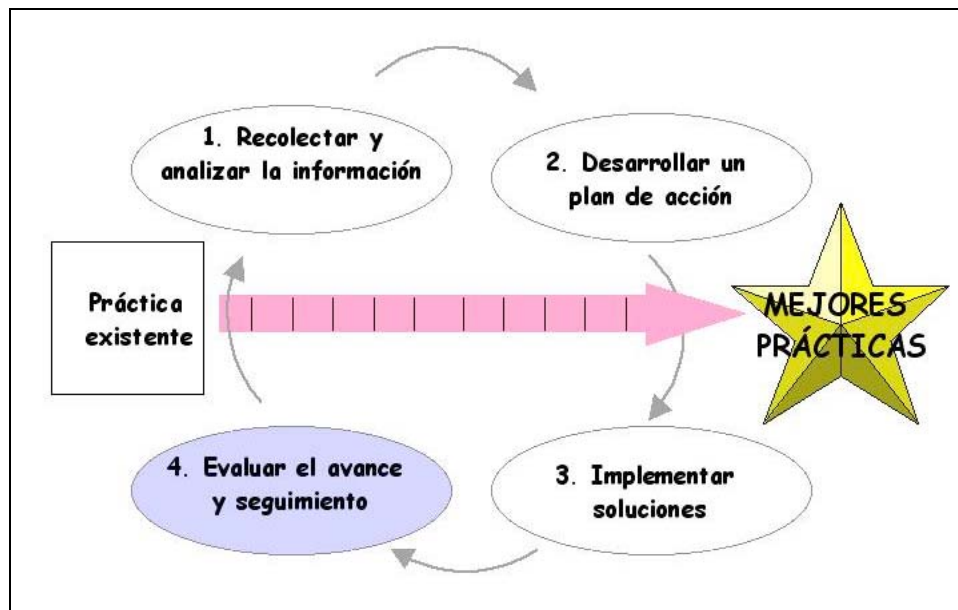 1. Recolectar y
analizar la información
2. Desarrollar un
plan de acción
Práctica
existente
MEJORES
PRÁCTICAS
4. Evaluar el avance
y seguimiento
3. Implementar
soluciones